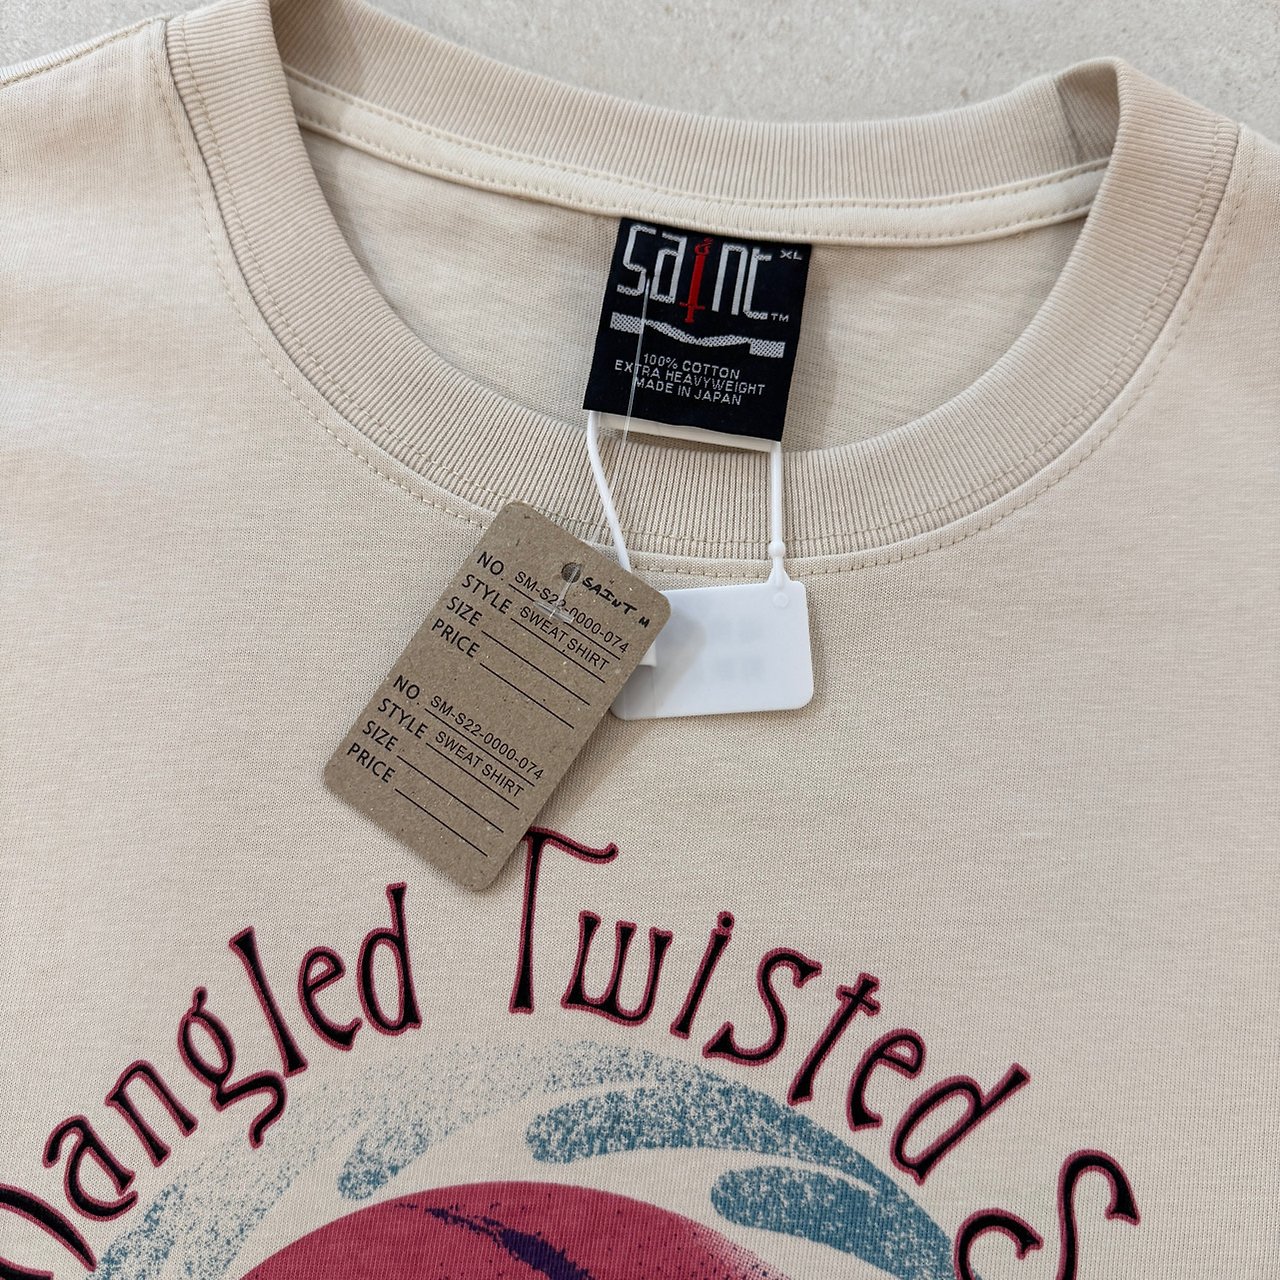 saint XL
TM
100% COTTON
EXTRA HEAVYWEIGHT
MADE IN JAPAN
SAINT M
NO. SM-S22-0000-074
STYLE SWEAT SHIRT
SIZE
PRICE
NO. SM-S22-0000-074
STYLE SWEAT SHIRT
SIZE
PRICE
Dangled Twisted S